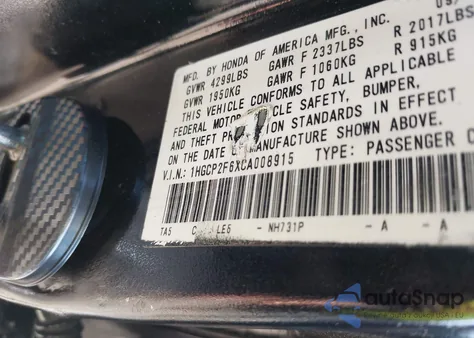 MFD. BY HONDA OF AMERICA MFG., INC.
GVWR 4299LBS GAWR F 2337LBS R 2017LBS
GVWR 1950KG GAWR F 1060KG R 915KG
THIS VEHICLE CONFORMS TO ALL APPLICABLE
FEDERAL MOTOR VEHICLE SAFETY, BUMPER,
AND THEFT PREVENTION STANDARDS IN EFFECT
ON THE DATE OF MANUFACTURE SHOWN ABOVE.
V.I.N.: 1HGCP2F6XCA008915 TYPE: PASSENGER C
TA5 LE6 - NH731P - A - A
autoSnap